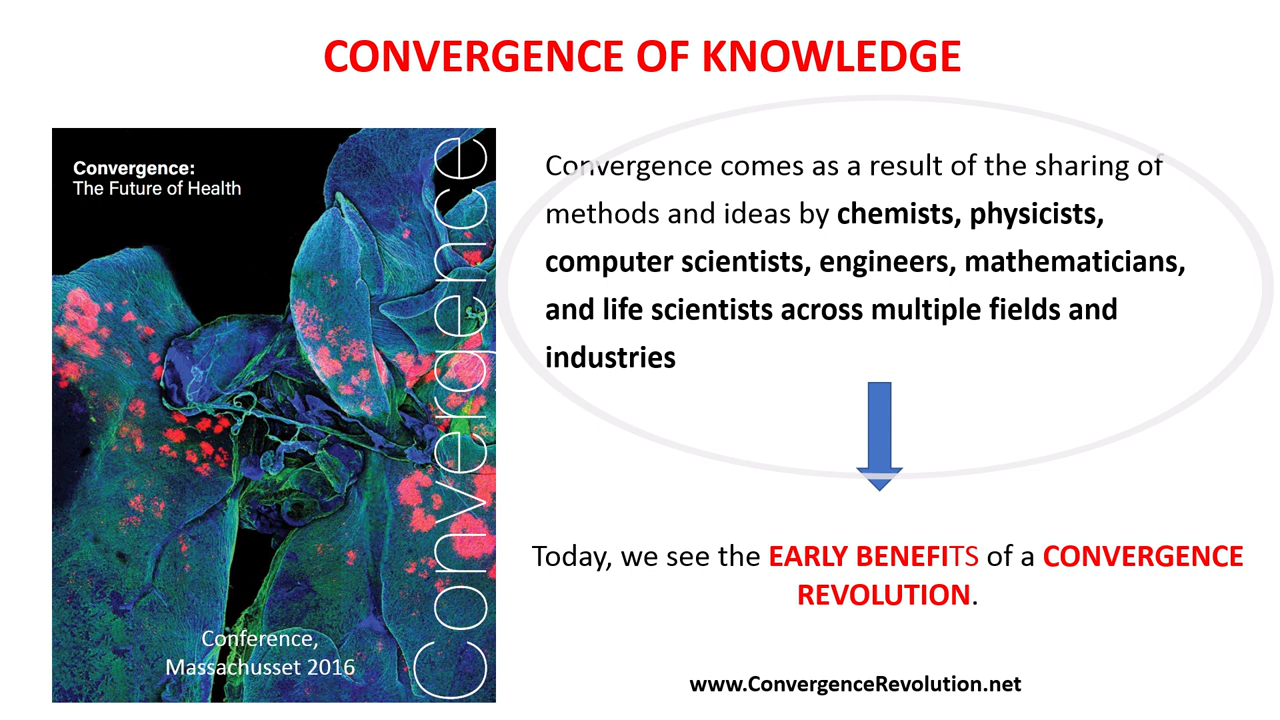 CONVERGENCE OF KNOWLEDGE
Convergence:
The Future of Health
Convergence
Conference,
Massachusset 2016
Convergence comes as a result of the sharing of
methods and ideas by chemists, physicists,
computer scientists, engineers, mathematicians,
and life scientists across multiple fields and
industries
Today, we see the EARLY BENEFITS of a CONVERGENCE
REVOLUTION.
www.ConvergenceRevolution.net